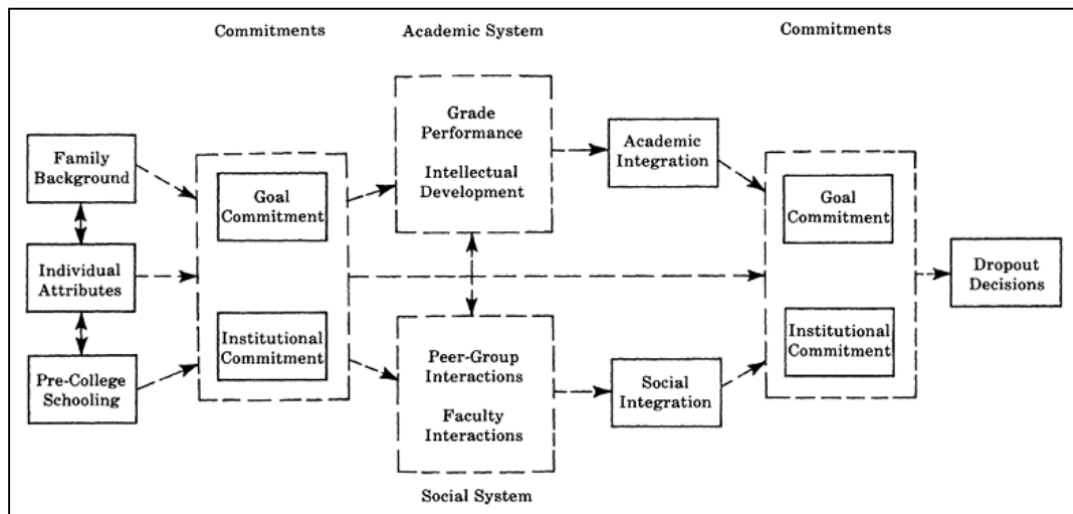 Commitments
Academic System
Commitments
Grade
Performance
Intellectual
Development
Academic
Integration
Family
Background
Goal
Commitment
Goal
Commitment
Individual
Attributes
Dropout
Decisions
Institutional
Commitment
Institutional
Commitment
Pre-College
Schooling
Peer-Group
Interactions
Faculty
Interactions
Social
Integration
Social System